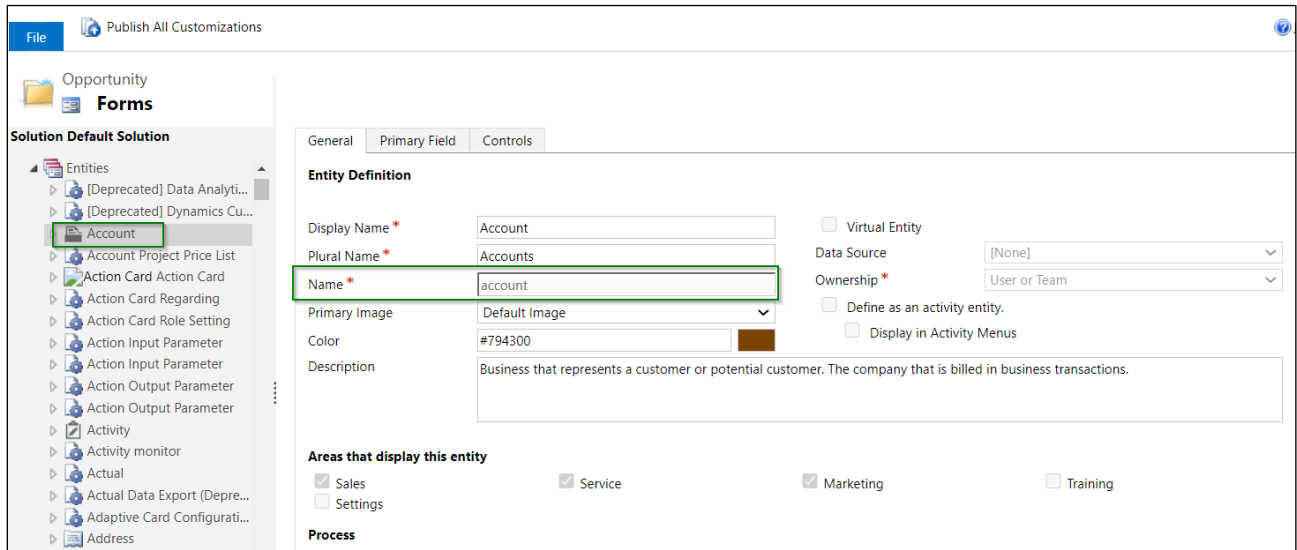 File
Publish All Customizations
Opportunity
Forms
Solution Default Solution
Entities
[Deprecated] Data Analyti...
[Deprecated] Dynamics Cu...
Account
Account Project Price List
Action Card Action Card
Action Card Regarding
Action Card Role Setting
Action Input Parameter
Action Input Parameter
Action Output Parameter
Action Output Parameter
Activity
Activity monitor
Actual
Actual Data Export (Depre...
Adaptive Card Configurati...
Address
General Primary Field Controls
Entity Definition
Display Name * Account
Plural Name * Accounts
Name * account
Primary Image Default Image
Color #794300
Virtual Entity
Data Source [None]
Ownership * User or Team
Define as an activity entity.
Display in Activity Menus
Description Business that represents a customer or potential customer. The company that is billed in business transactions.
Areas that display this entity
Sales Service Marketing Training
Settings
Process